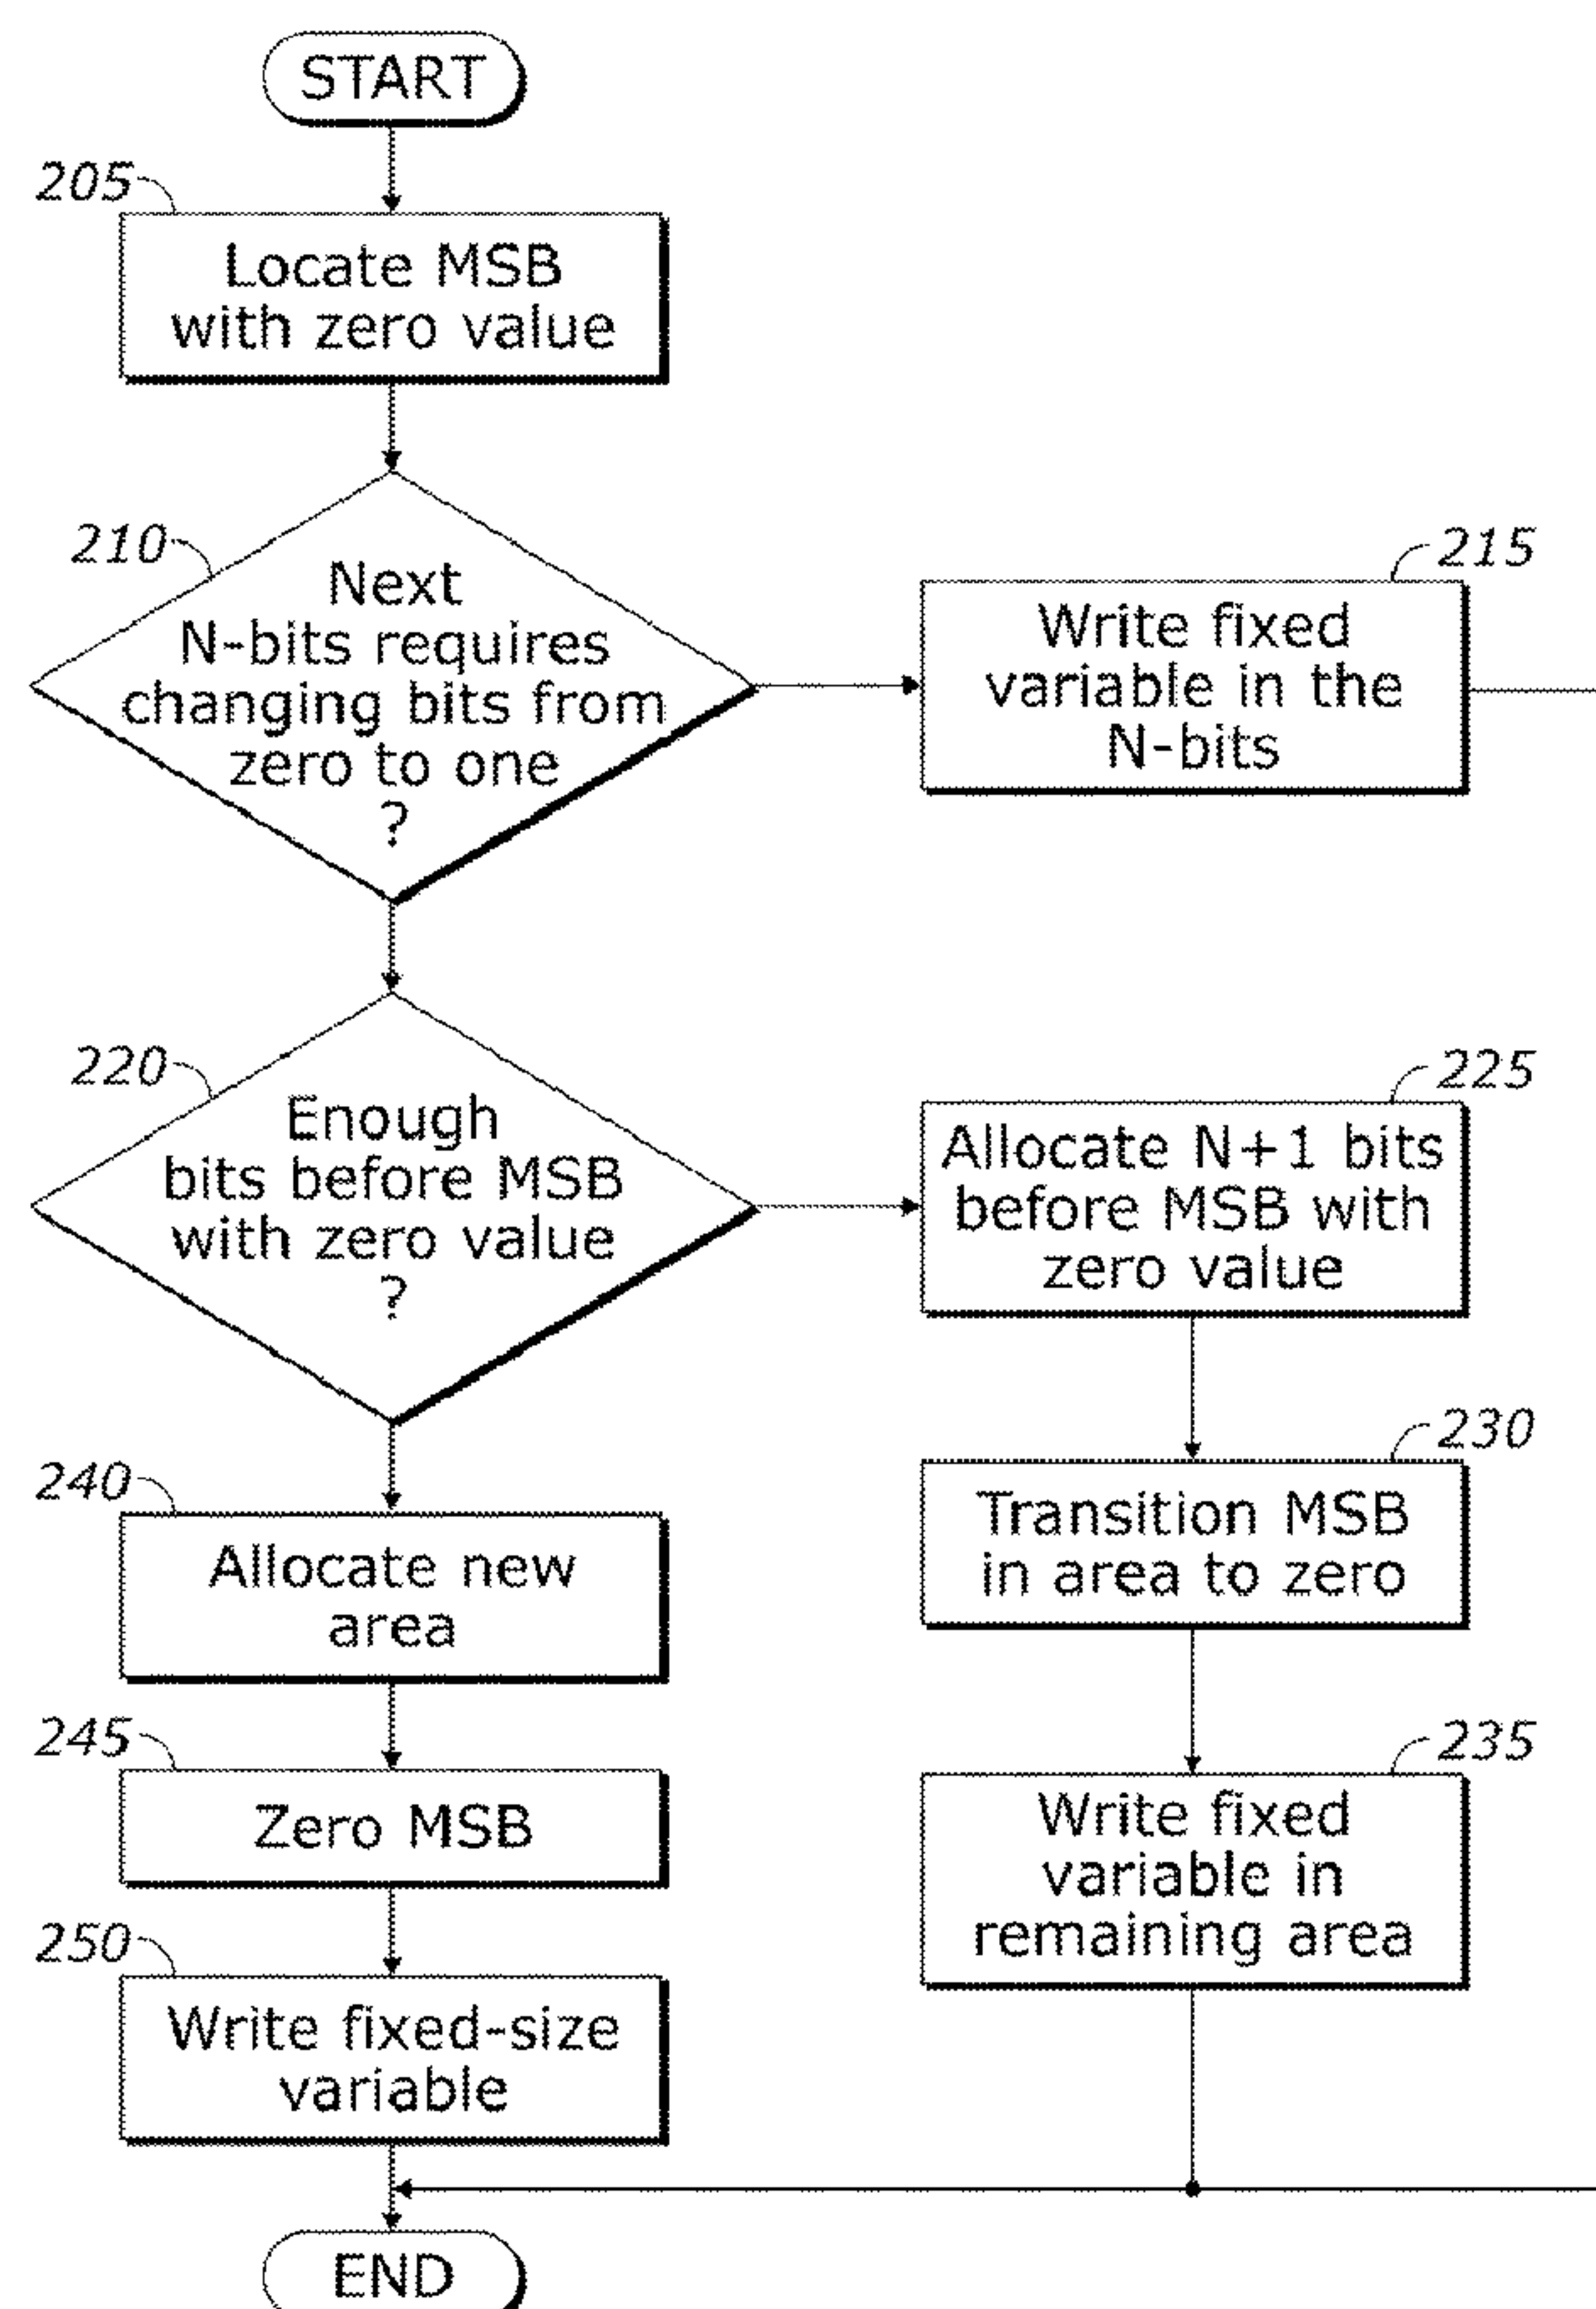 START
205
Locate MSB
with zero value
210
Next
N-bits requires
changing bits from
zero to one
?
215
Write fixed
variable in the
N-bits
220
Enough
bits before MSB
with zero value
?
225
Allocate N+1 bits
before MSB with
zero value
230
Transition MSB
in area to zero
235
Write fixed
variable in
remaining area
240
Allocate new
area
245
Zero MSB
250
Write fixed-size
variable
END